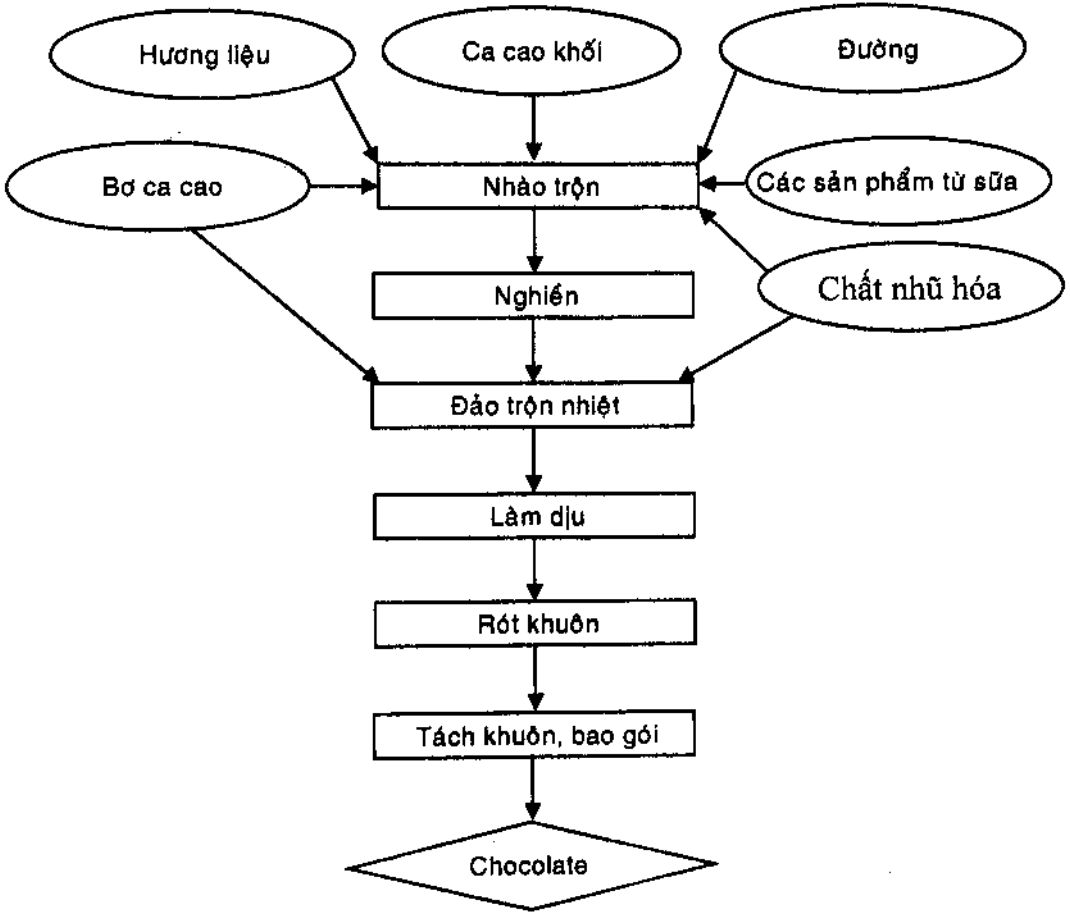 Hương liệu
Ca cao khối
Đường
Bơ ca cao
Nhào trộn
Các sản phẩm từ sữa
Nghiến
Chất nhũ hóa
Đảo trộn nhiệt
Làm dịu
Rót khuôn
Tách khuôn, bao gói
Chocolate